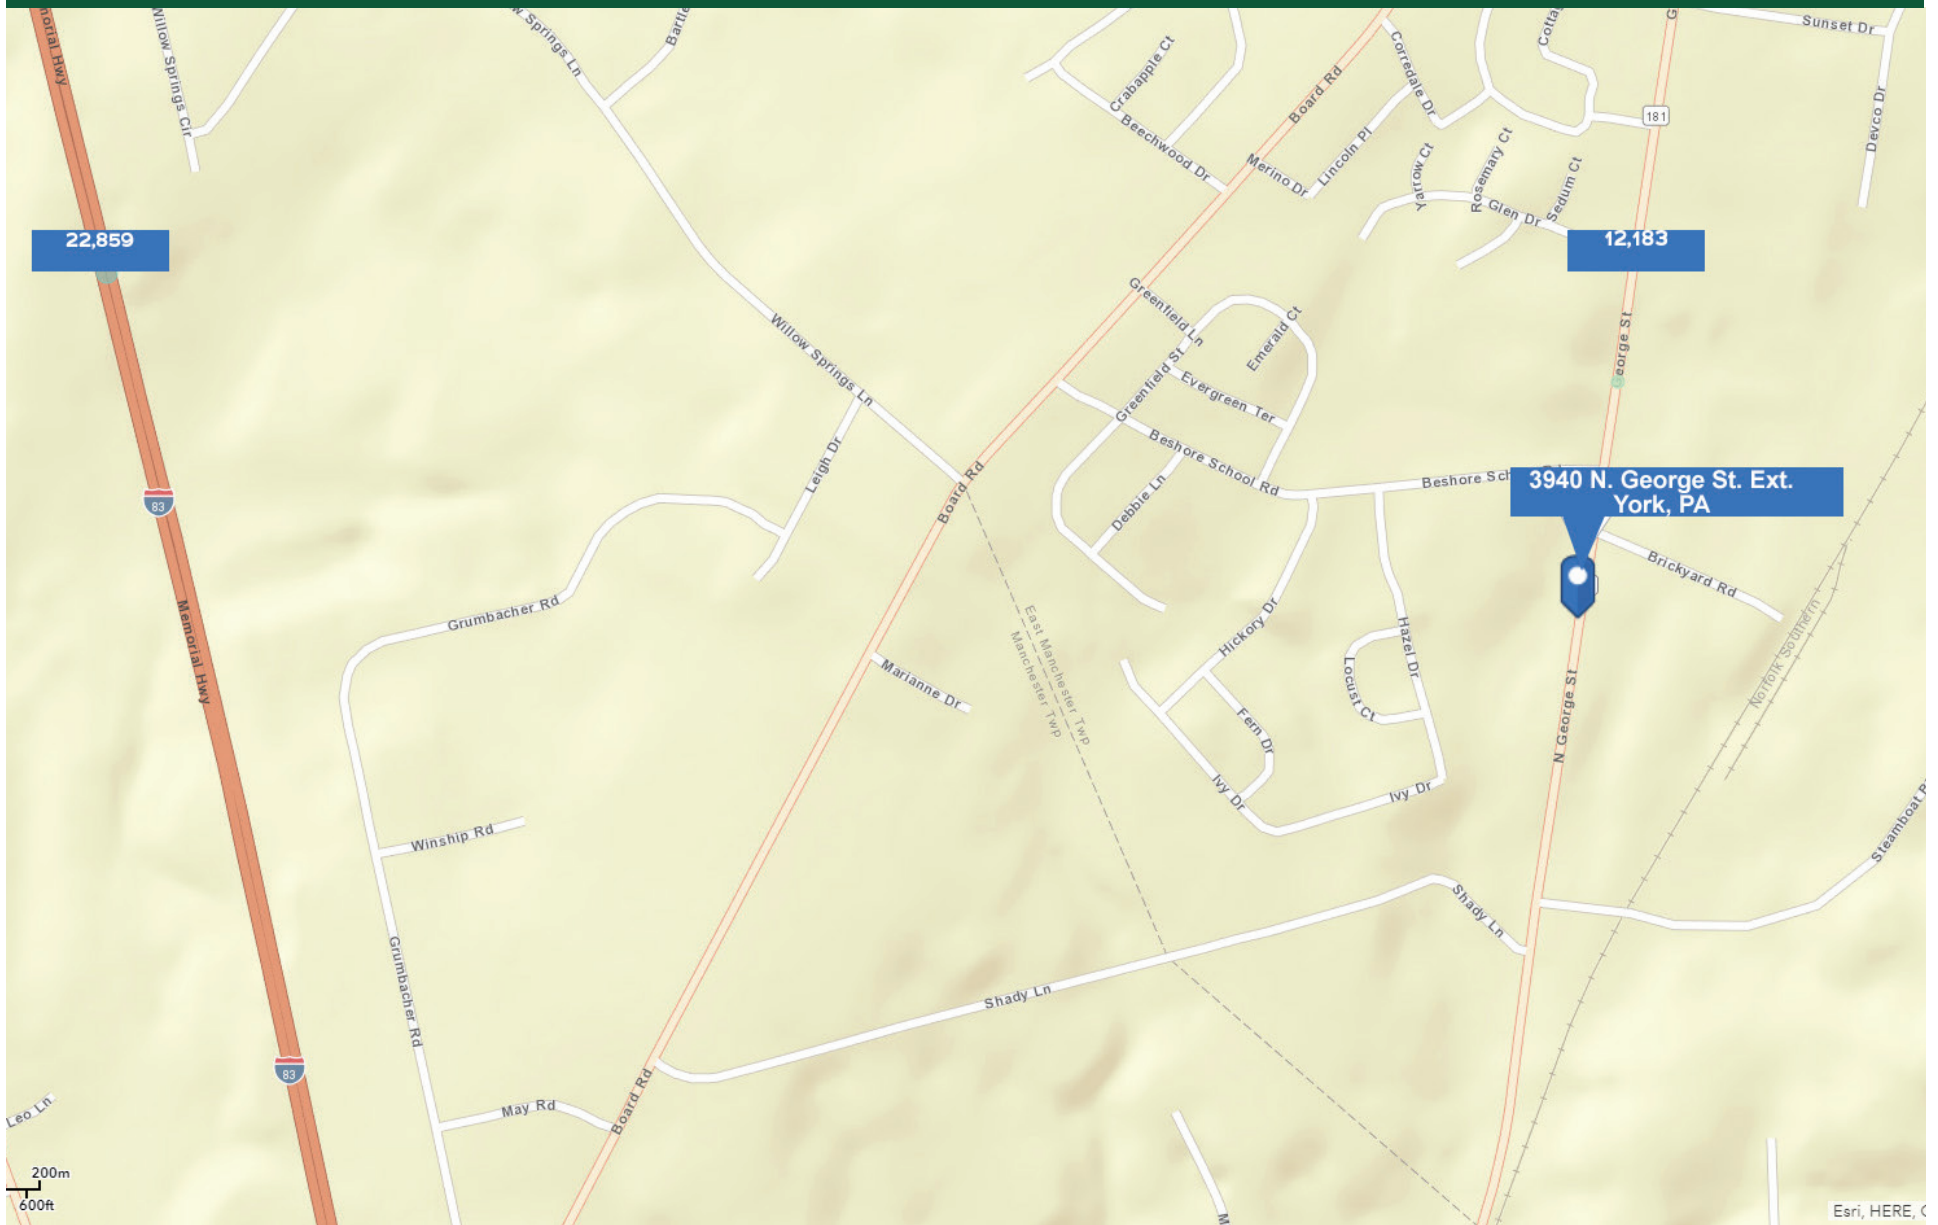 morial Hwy
Willow Springs Cir
w Springs Ln
Bartle
Crabapple Ct
Beechwood Dr
Board Rd
Corredale Dr
Merino Dr
Lincoln Pl
Cottag
G
Sunset Dr
181
Devco Dr
Yarrow Ct
Rosemary Ct
Sedum Ct
Glen Dr
22,859
12,183
Greenfield Ln
Emerald Ct
Greenfield St
Evergreen Ter
George St
Willow Springs Ln
Leigh Dr
Board Rd
Beshore School Rd
Debbie Ln
Beshore Sch
3940 N. George St. Ext.
York, PA
83
Brickyard Rd
Grumbacher Rd
Memorial Hwy
Marianne Dr
East Manchester Twp
Manchester Twp
Hickory Dr
Hazel Dr
Locust Ct
Fern Dr
Ivy Dr
Ivy Dr
N George St
Norfolk Southern
Winship Rd
Steamboat B
Shady Ln
Grumbacher Rd
Shady Ln
83
Leo Ln
May Rd
Board Rd
M
200m
600ft
Esri, HERE,